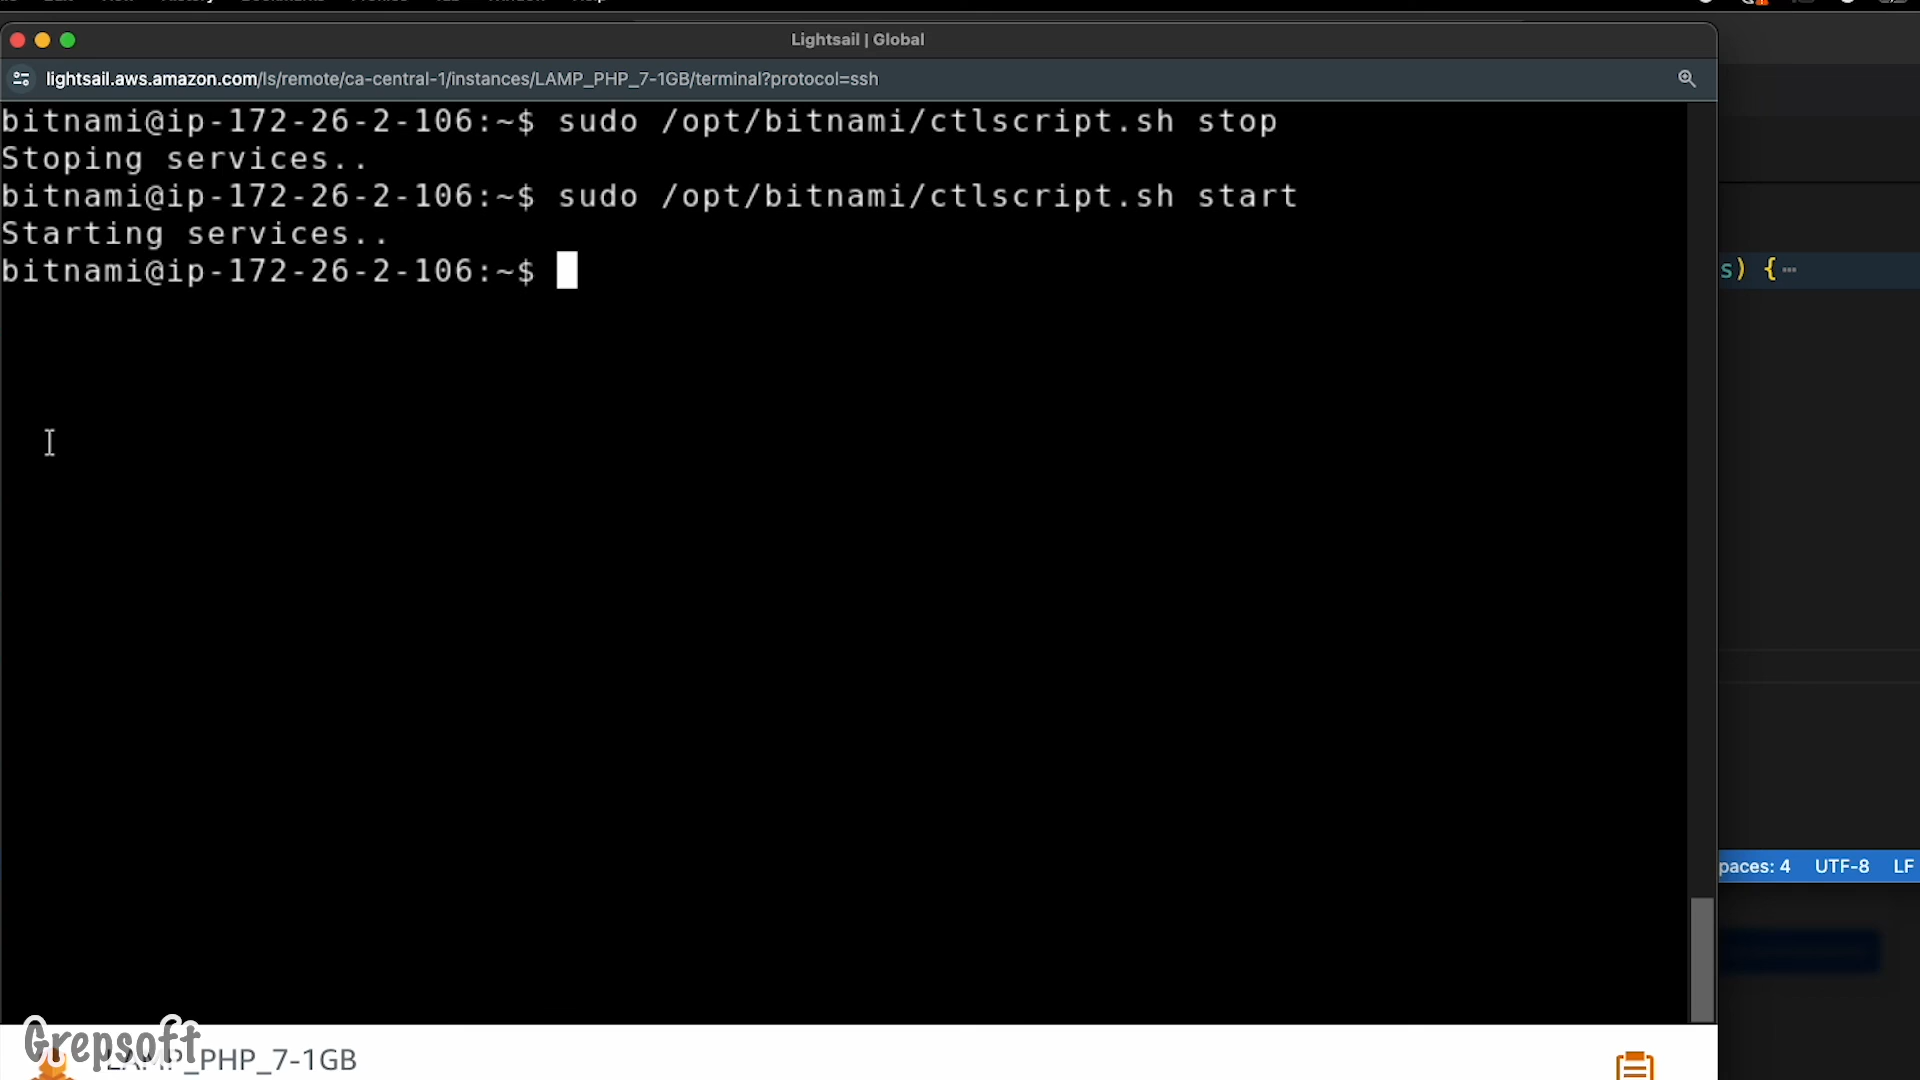 Lightsail | Global
lightsail.aws.amazon.com/ls/remote/ca-central-1/instances/LAMP_PHP_7-1GB/terminal?protocol=ssh
bitnami@ip-172-26-2-106:~$ sudo /opt/bitnami/ctlscript.sh stop
Stoping services..
bitnami@ip-172-26-2-106:~$ sudo /opt/bitnami/ctlscript.sh start
Starting services..
bitnami@ip-172-26-2-106:~$
s) {⋯
paces: 4 UTF-8 LF
Grepsoft
LAMP_PHP_7-1GB